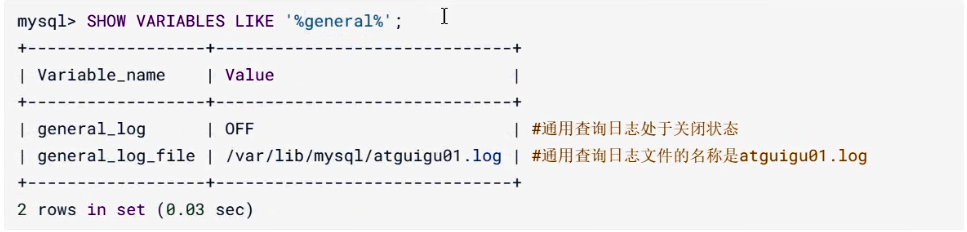 mysql> SHOW VARIABLES LIKE '%general%';
+------------------+------------------------------+
| Variable_name    | Value                        |
+------------------+------------------------------+
| general_log      | OFF                          | #通用查询日志处于关闭状态
| general_log_file | /var/lib/mysql/atguigu01.log | #通用查询日志文件的名称是atguigu01.log
+------------------+------------------------------+
2 rows in set (0.03 sec)